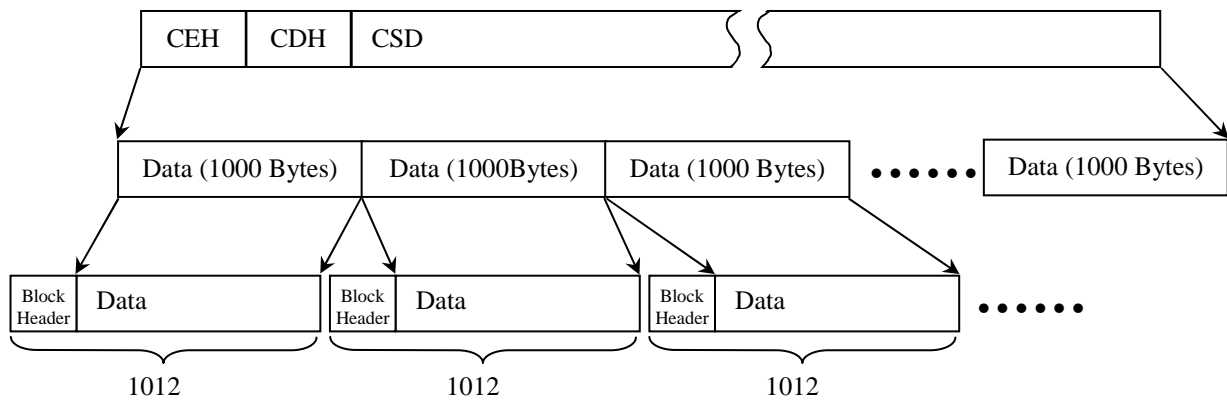 CEH CDH CSD
Data (1000 Bytes) Data (1000Bytes) Data (1000 Bytes) Data (1000 Bytes)
Block Header Data Block Header Data Block Header Data
1012 1012 1012